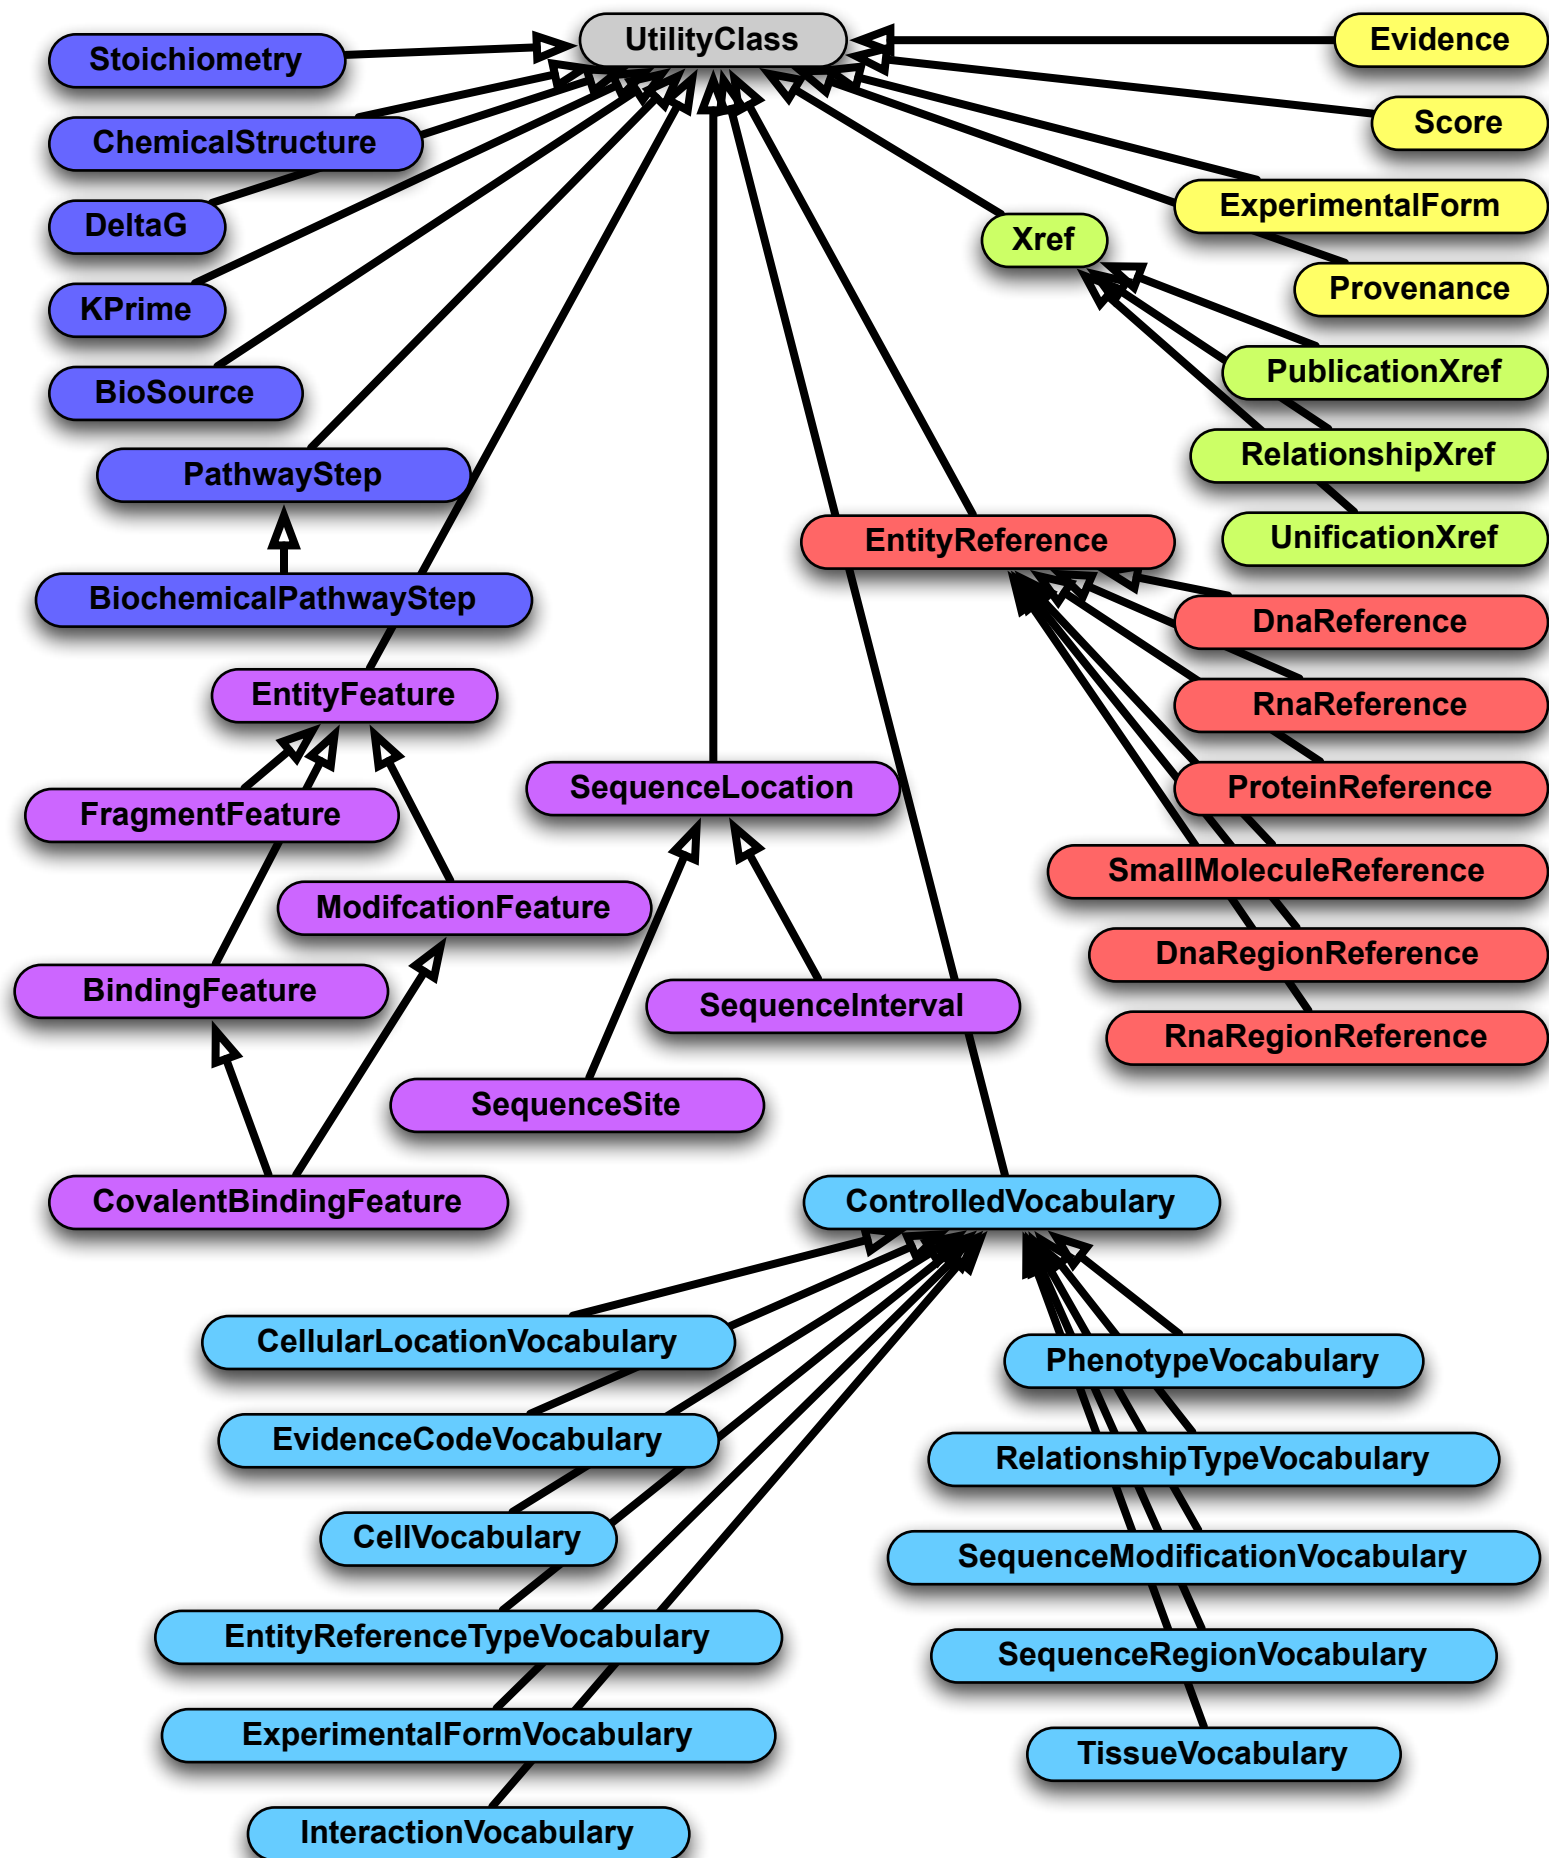 UtilityClass
Evidence
Stoichiometry
Score
ChemicalStructure
ExperimentalForm
DeltaG
Xref
Provenance
KPrime
PublicationXref
BioSource
RelationshipXref
PathwayStep
UnificationXref
EntityReference
BiochemicalPathwayStep
DnaReference
EntityFeature
RnaReference
SequenceLocation
ProteinReference
FragmentFeature
SmallMoleculeReference
ModifcationFeature
DnaRegionReference
BindingFeature
SequenceInterval
RnaRegionReference
SequenceSite
CovalentBindingFeature
ControlledVocabulary
CellularLocationVocabulary
PhenotypeVocabulary
EvidenceCodeVocabulary
RelationshipTypeVocabulary
CellVocabulary
SequenceModificationVocabulary
EntityReferenceTypeVocabulary
SequenceRegionVocabulary
ExperimentalFormVocabulary
TissueVocabulary
InteractionVocabulary